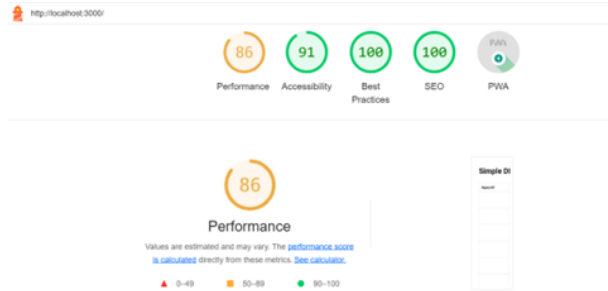 http://localhost:3000/
86
91
100
100
PWA
Performance
Accessibility
Best
Practices
SEO
PWA
86
Simple DI
Performance
Values are estimated and may vary. The performance score
is calculated directly from these metrics. See calculator.
0–49
50–89
90–100